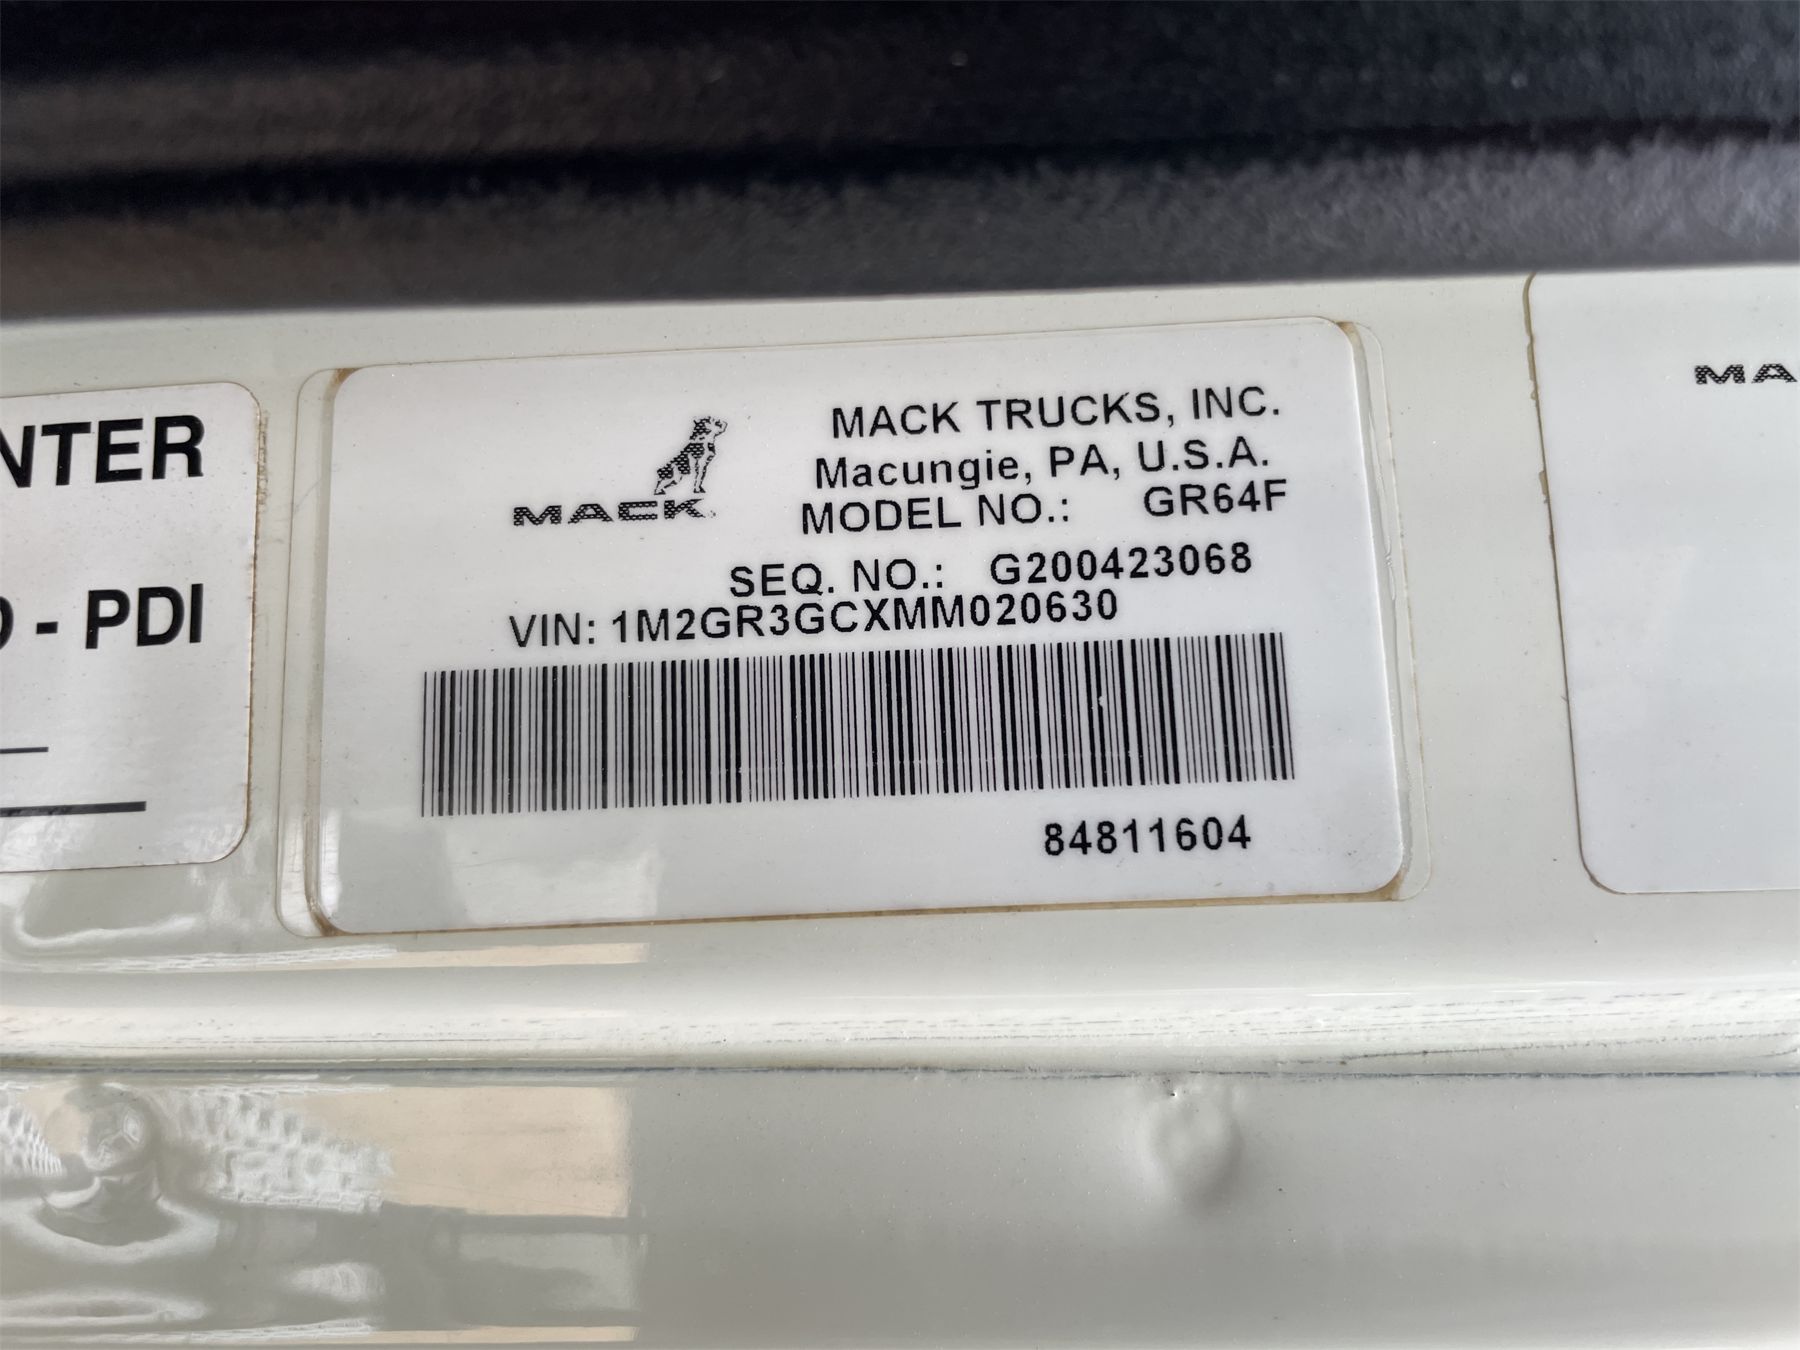 NTER
- PDI
MACK
MACK TRUCKS, INC.
Macungie, PA, U.S.A.
MODEL NO.: GR64F
SEQ. NO.: G200423068
VIN: 1M2GR3GCXMM020630
84811604
MA